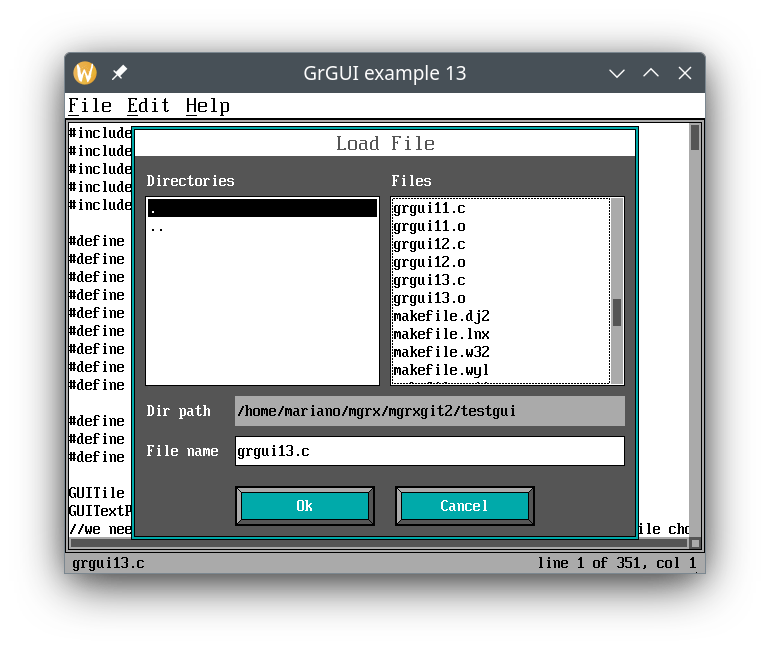 GrGUI example 13
File Edit Help
#include
#include
#include
#include
#include
#define
#define
#define
#define
#define
#define
#define
#define
#define
#define
#define
#define
GUITile
//we nee
Load File
Directories
.
..
Files
grgui11.c
grgui11.o
grgui12.c
grgui12.o
grgui13.c
grgui13.o
makefile.dj2
makefile.lnx
makefile.w32
makefile.wyl
Dir path /home/mariano/mgrx/mgrxgit2/testgui
File name grgui13.c
Ok Cancel
ile cho
grgui13.c line 1 of 351, col 1